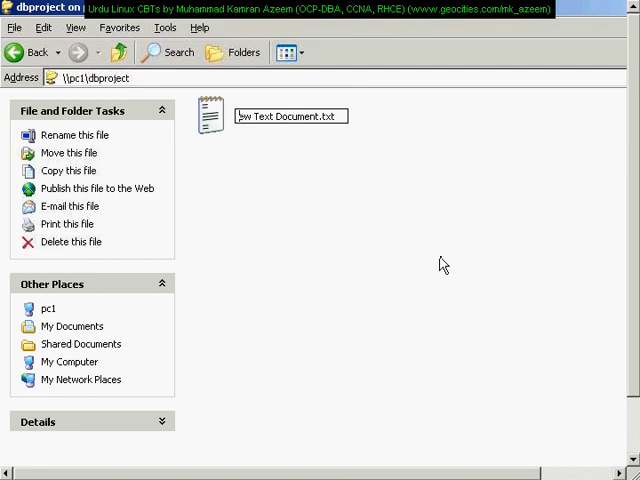 dbproject on
Urdu Linux CBTs by Muhammad Kamran Azeem (OCP-DBA, CCNA, RHCE) (www.geocities.com/mk_azeem)
File Edit View Favorites Tools Help
Back Search Folders
Address \\pc1\dbproject
File and Folder Tasks
ew Text Document.txt
Rename this file
Move this file
Copy this file
Publish this file to the Web
E-mail this file
Print this file
Delete this file
Other Places
pc1
My Documents
Shared Documents
My Computer
My Network Places
Details